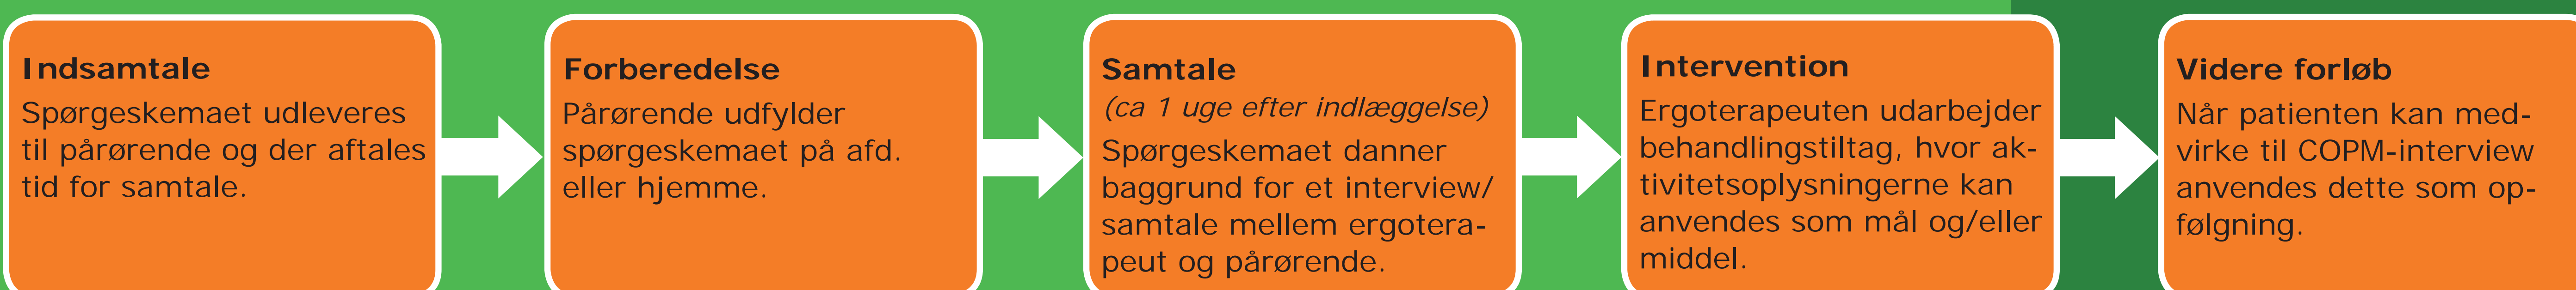 Indsamtale
Spørgeskemaet udleveres
til pårørende og der aftales
tid for samtale.
Forberedelse
Pårørende udfylder
spørgeskemaet på afd.
eller hjemme.
Samtale
(ca 1 uge efter indlæggelse)
Spørgeskemaet danner
baggrund for et interview/
samtale mellem ergotera-
peut og pårørende.
Intervention
Ergoterapeuten udarbejder
behandlingstiltag, hvor ak-
tivitetsoplysningerne kan
anvendes som mål og/eller
middel.
Videre forløb
Når patienten kan med-
virke til COPM-interview
anvendes dette som op-
følgning.